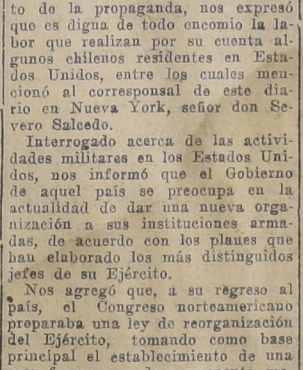 to de la propaganda, nos expresó
que es digna de todo encomio la la-
bor que realizan por su cuenta al-
gunos chilenos residentes en Esta-
dos Unidos, entre los cuales men-
cionó al corresponsal de este dia-
rio en Nueva York, señor don Se-
vero Salcedo.
Interrogado acerca de las activi-
dades militares en los Estados Uni-
dos, nos informó que el Gobierno
de aquel país se preocupa en la
actualidad de dar una nueva orga-
nización a sus instituciones arma-
das, de acuerdo con los planes que
han elaborado los más distinguidos
jefes de su Ejército.
Nos agregó que, a su regreso al
país, el Congreso norteamericano
preparaba una ley de reorganización
del Ejército, tomando como base
principal el establecimiento de una